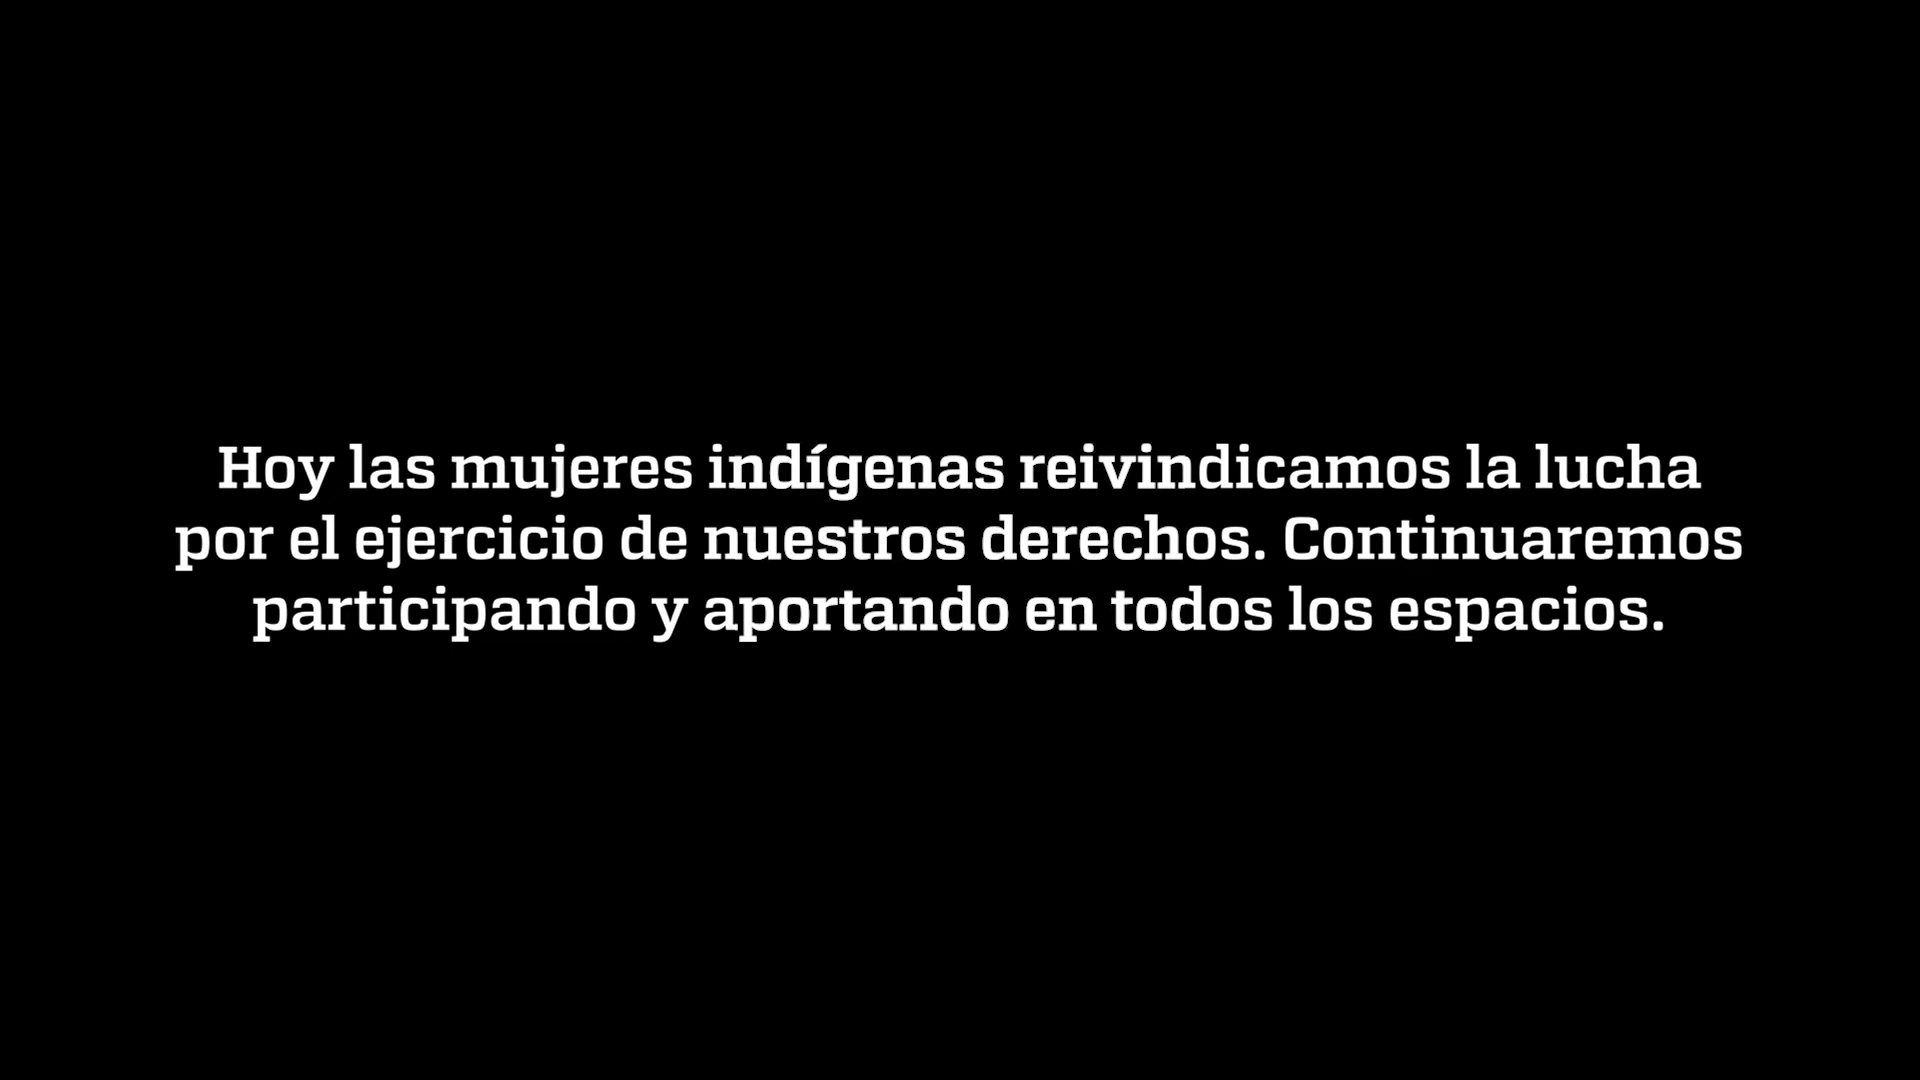 Hoy las mujeres indígenas reivindicamos la lucha
por el ejercicio de nuestros derechos. Continuaremos
participando y aportando en todos los espacios.